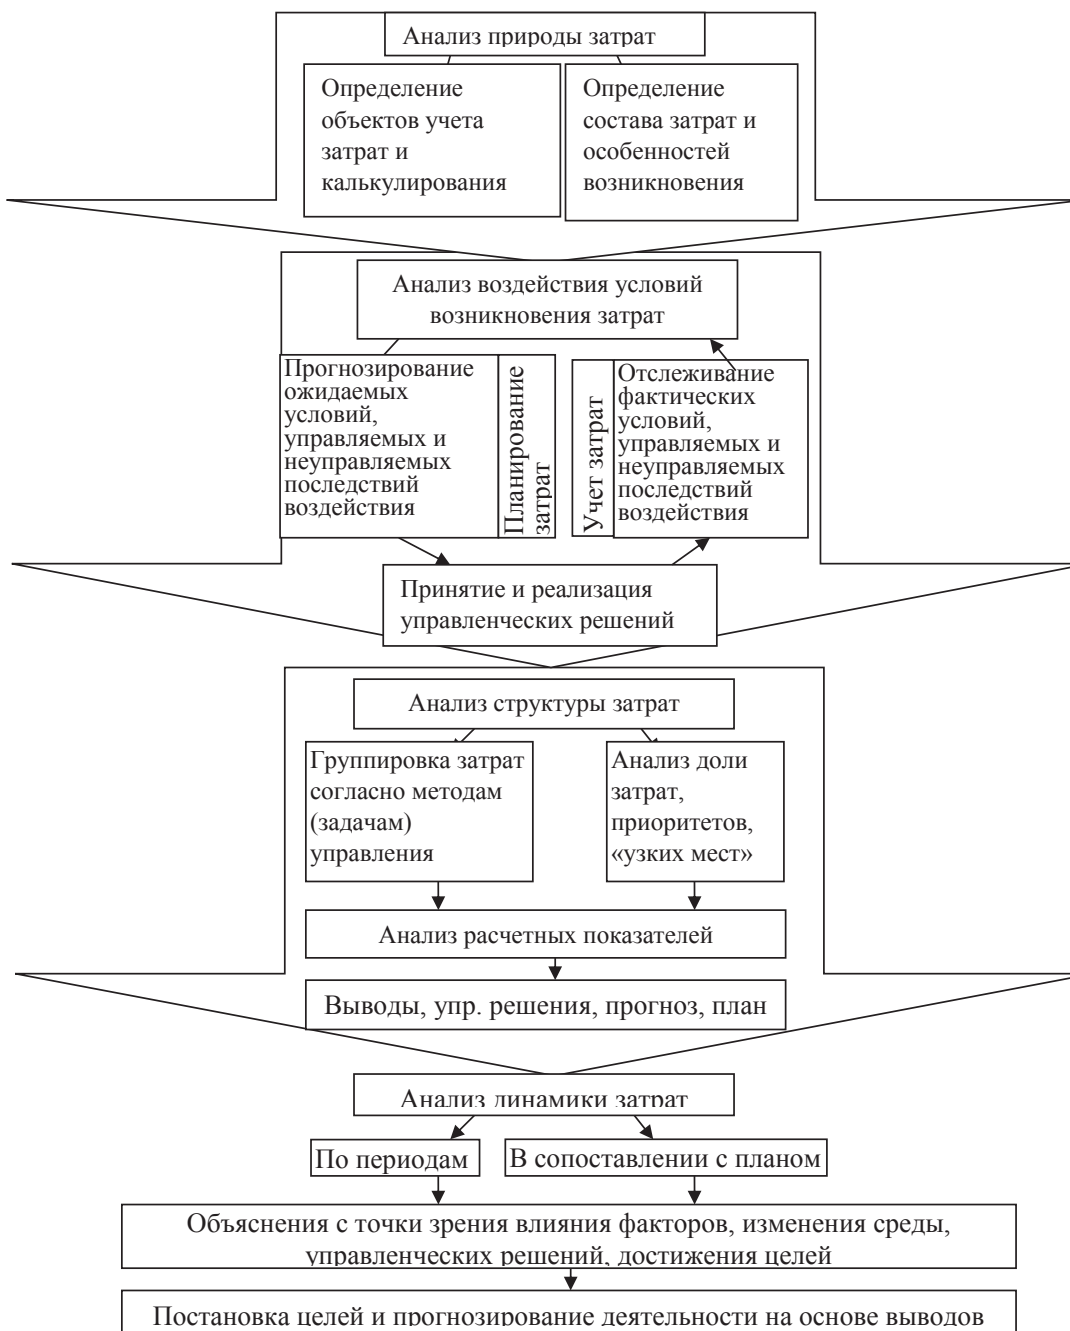 Анализ природы затрат
Определение
объектов учета
затрат и
калькулирования
Определение
состава затрат и
особенностей
возникновения
Анализ воздействия условий
возникновения затрат
Прогнозирование
ожидаемых
условий,
управляемых и
неуправляемых
последствий
воздействия
Планирование
затрат
Учет затрат
Отслеживание
фактических
условий,
управляемых и
неуправляемых
последствий
воздействия
Принятие и реализация
управленческих решений
Анализ структуры затрат
Группировка затрат
согласно методам
(задачам)
управления
Анализ доли
затрат,
приоритетов,
«узких мест»
Анализ расчетных показателей
Выводы, упр. решения, прогноз, план
Анализ динамики затрат
По периодам
В сопоставлении с планом
Объяснения с точки зрения влияния факторов, изменения среды,
управленческих решений, достижения целей
Постановка целей и прогнозирование деятельности на основе выводов